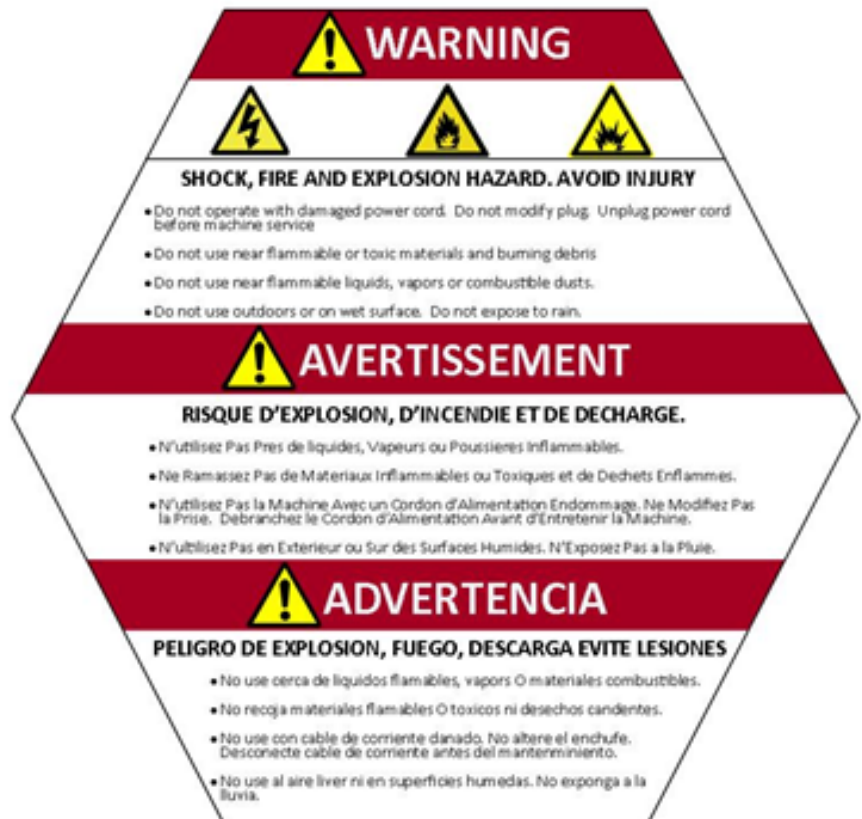 WARNING
SHOCK, FIRE AND EXPLOSION HAZARD. AVOID INJURY
• Do not operate with damaged power cord. Do not modify plug. Unplug power cord
before machine service
• Do not use near flammable or toxic materials and burning debris
• Do not use near flammable liquids, vapors or combustible dusts.
• Do not use outdoors or on wet surface. Do not expose to rain.
AVERTISSEMENT
RISQUE D'EXPLOSION, D'INCENDIE ET DE DECHARGE.
• N'utilisez Pas Pres de liquides, Vapeurs ou Poussieres Inflammables.
• Ne Ramassez Pas de Materiaux Inflammables ou Toxiques et de Dechets Enflammes.
• N'utilisez Pas la Machine Avec un Cordon d'Alimentation Endommage. Ne Modifiez Pas
la Prise. Debranchez le Cordon d'Alimentation Avant d'Entretenir la Machine.
• N'ultilisez Pas en Exterieur ou Sur des Surfaces Humides. N'Exposez Pas a la Pluie.
ADVERTENCIA
PELIGRO DE EXPLOSION, FUEGO, DESCARGA EVITE LESIONES
• No use cerca de liquidos flamables, vapors O materiales combustibles.
• No recoja materiales flamables O toxicos ni desechos candentes.
• No use con cable de corriente danado. No altere el enchufe.
Desconecte cable de corriente antes del mantenminiento.
• No use al aire liver ni en superficies humedas. No exponga a la
lluvia.